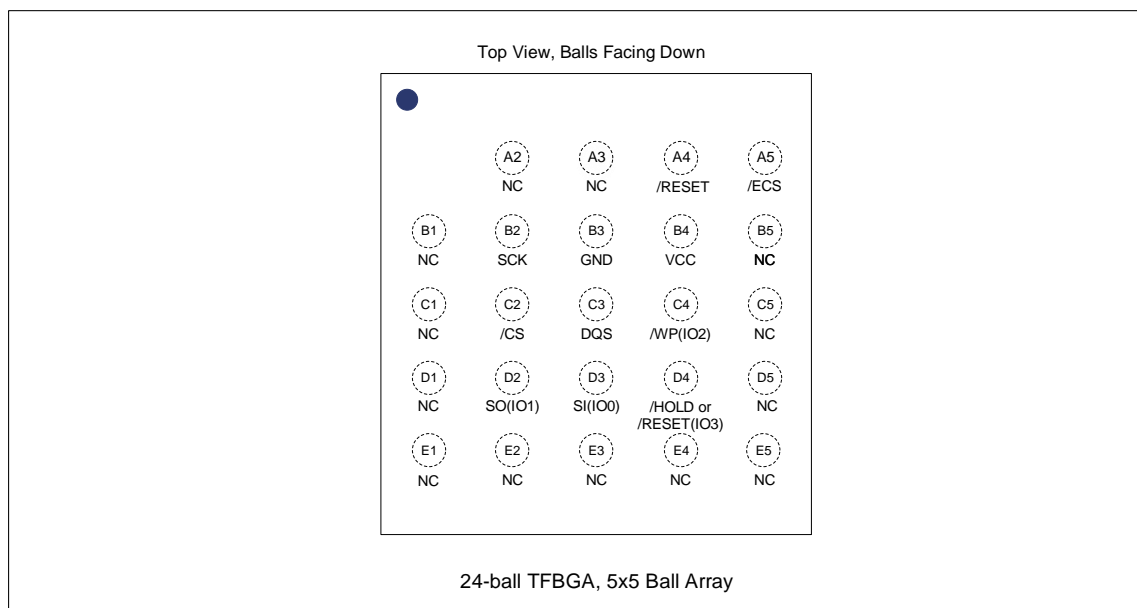 Top View, Balls Facing Down
A2 A3 A4 A5
NC NC /RESET /ECS
B1 B2 B3 B4 B5
NC SCK GND VCC NC
C1 C2 C3 C4 C5
NC /CS DQS /WP(IO2) NC
D1 D2 D3 D4 D5
NC SO(IO1) SI(IO0) /HOLD or NC
/RESET(IO3)
E1 E2 E3 E4 E5
NC NC NC NC NC
24-ball TFBGA, 5x5 Ball Array